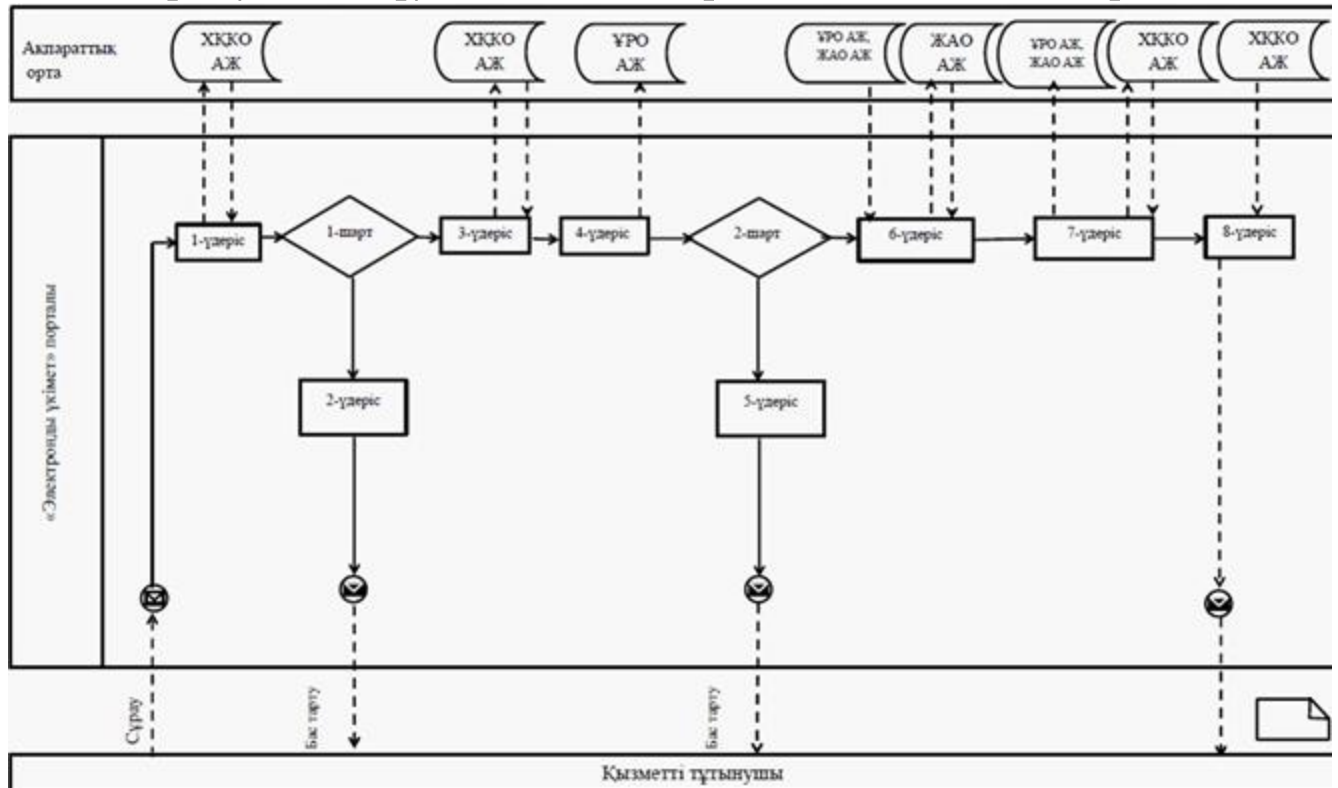 Ақпараттық
орта
ХҚКО
АЖ
ХҚКО
АЖ
ҰРО
АЖ
ҰРО АЖ,
ЖАО АЖ
ЖАО
АЖ
ҰРО АЖ,
ЖАО АЖ
ХҚКО
АЖ
ХҚКО
АЖ
«Электронды үкімет» порталы
1-үдеріс
1-шарт
3-үдеріс
4-үдеріс
2-шарт
6-үдеріс
7-үдеріс
8-үдеріс
2-үдеріс
5-үдеріс
Сұрау
Бас тарту
Бас тарту
Қызметті тұтынушы